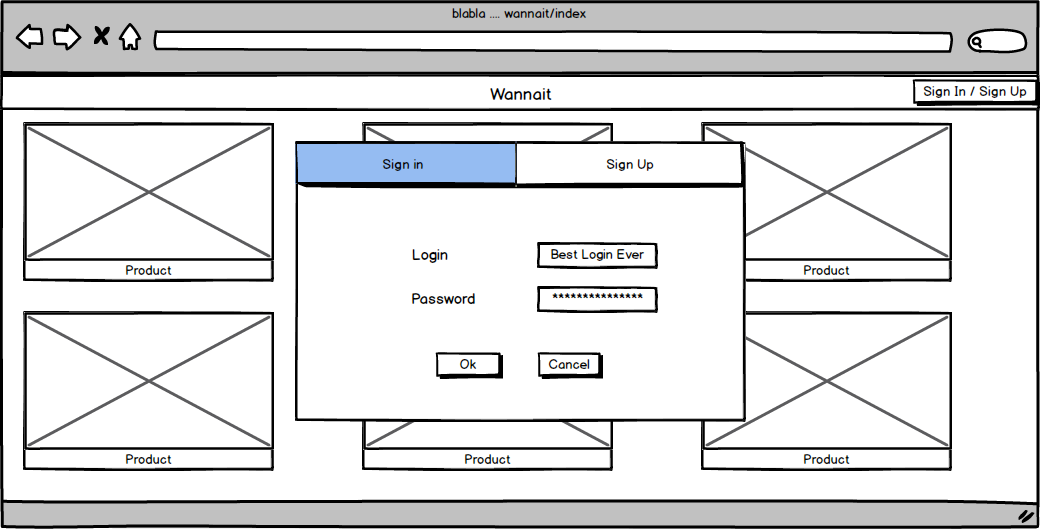 blabla .... wannait/index
Wannait
Sign In / Sign Up
Sign in
Sign Up
Login
Best Login Ever
Password
***************
Ok
Cancel
Product
Product
Product
Product
Product